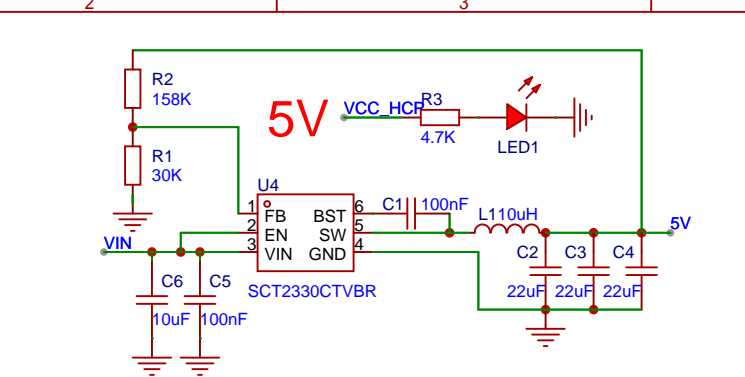 2
3
R2
158K
5V
VCC_HCP
R3
4.7K
LED1
R1
30K
U4
1
FB
BST
6
2
EN
SW
5
3
VIN
GND
4
C1
100nF
L1
10uH
5V
VIN
C2
C3
C4
22uF
22uF
22uF
C6
C5
10uF
100nF
SCT2330CTVBR